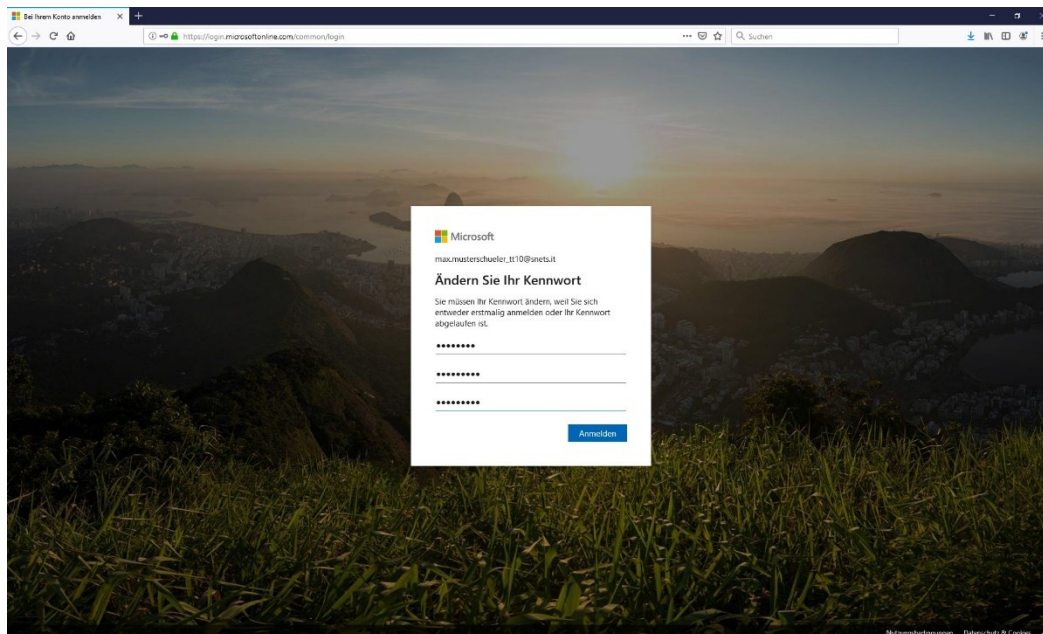 Bei Ihrem Konto anmelden
https://login.microsoftonline.com/common/login
Suchen
Microsoft
max.musterschueler_tt10@snets.it
Ändern Sie Ihr Kennwort
Sie müssen Ihr Kennwort ändern, weil Sie sich
entweder erstmalig anmelden oder Ihr Kennwort
abgelaufen ist.
••••••••
•••••••••
•••••••••
Anmelden
Nutzungsbedingungen Datenschutz & Cookies